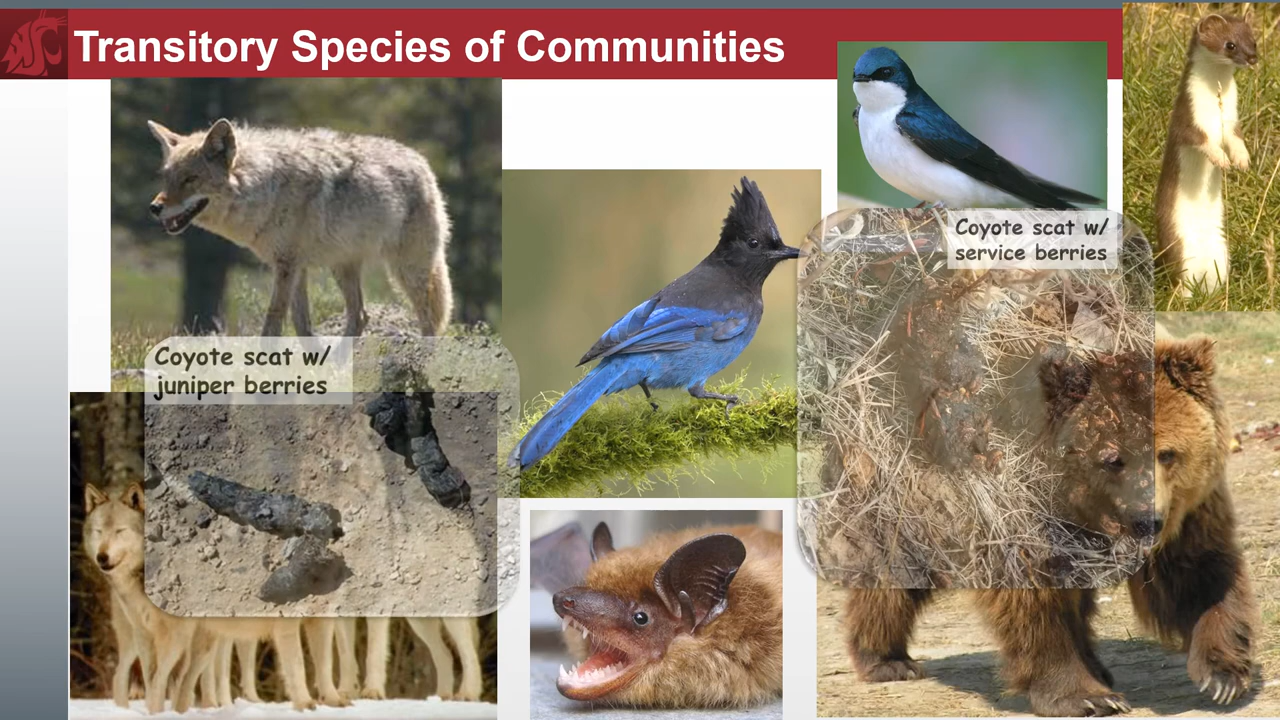 Transitory Species of Communities
Coyote scat w/
service berries
Coyote scat w/
juniper berries